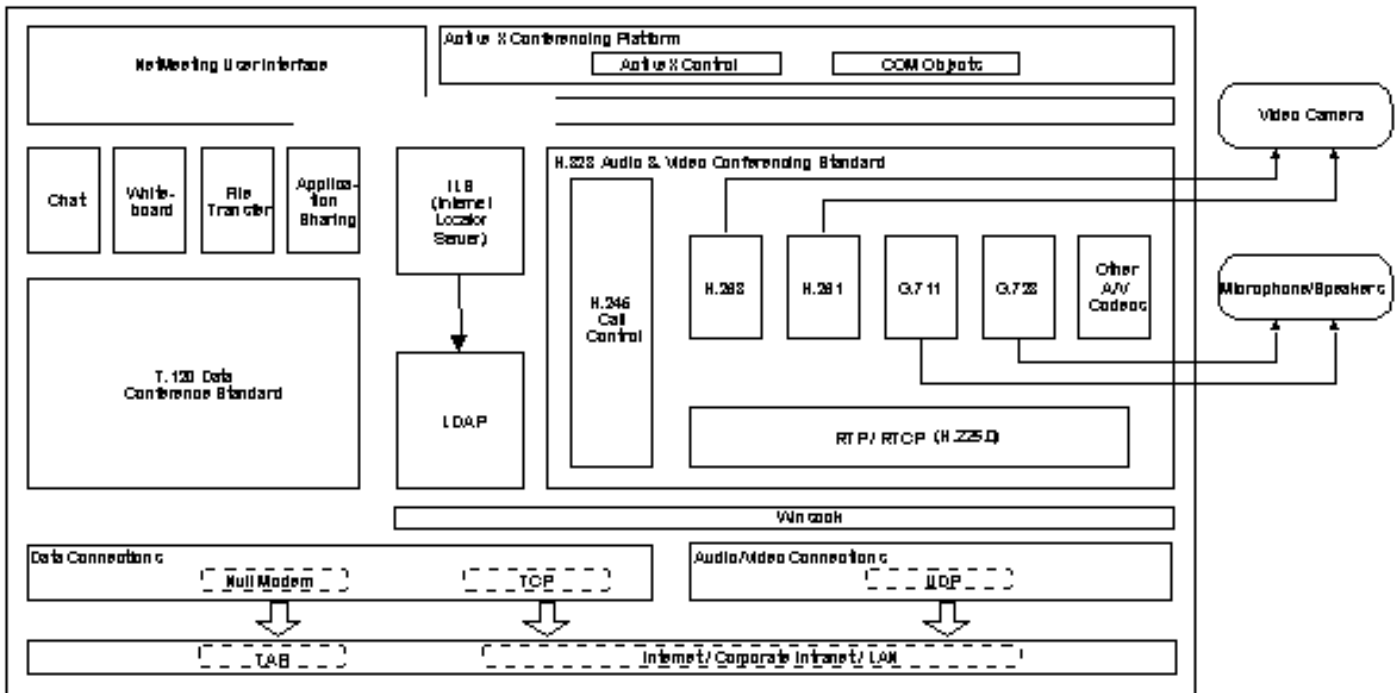 NetMeeting User Interface
Active X Conferencing Platform
Active X Control
COM Objects
Video Camera
Chat
White-
board
File
Transfer
Applica-
tion
Sharing
ILS
(Internet
Locator
Server)
H.323 Audio & Video Conferencing Standard
H.245
Call
Control
H.263
H.261
G.711
G.723
Other
A/V
Codecs
Microphone/Speakers
T.120 Data
Conference Standard
LDAP
RTP/ RTCP (H.225.0)
Winsock
Data Connections
Null Modem
TCP
Audio/Video Connections
UDP
Internet / Corporate Intranet / LAN